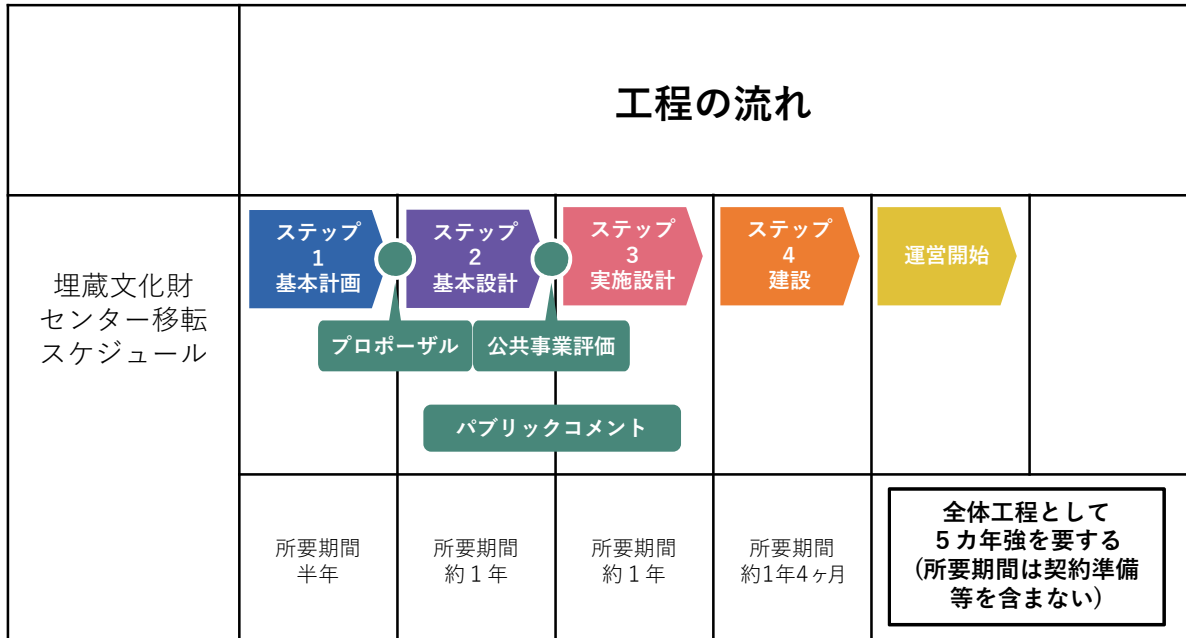 工程の流れ
埋蔵文化財
センター移転
スケジュール
ステップ
1
基本計画
ステップ
2
基本設計
ステップ
3
実施設計
ステップ
4
建設
運営開始
プロポーザル
公共事業評価
パブリックコメント
所要期間
半年
所要期間
約１年
所要期間
約１年
所要期間
約1年4ヶ月
全体工程として
５カ年強を要する
(所要期間は契約準備
等を含まない)